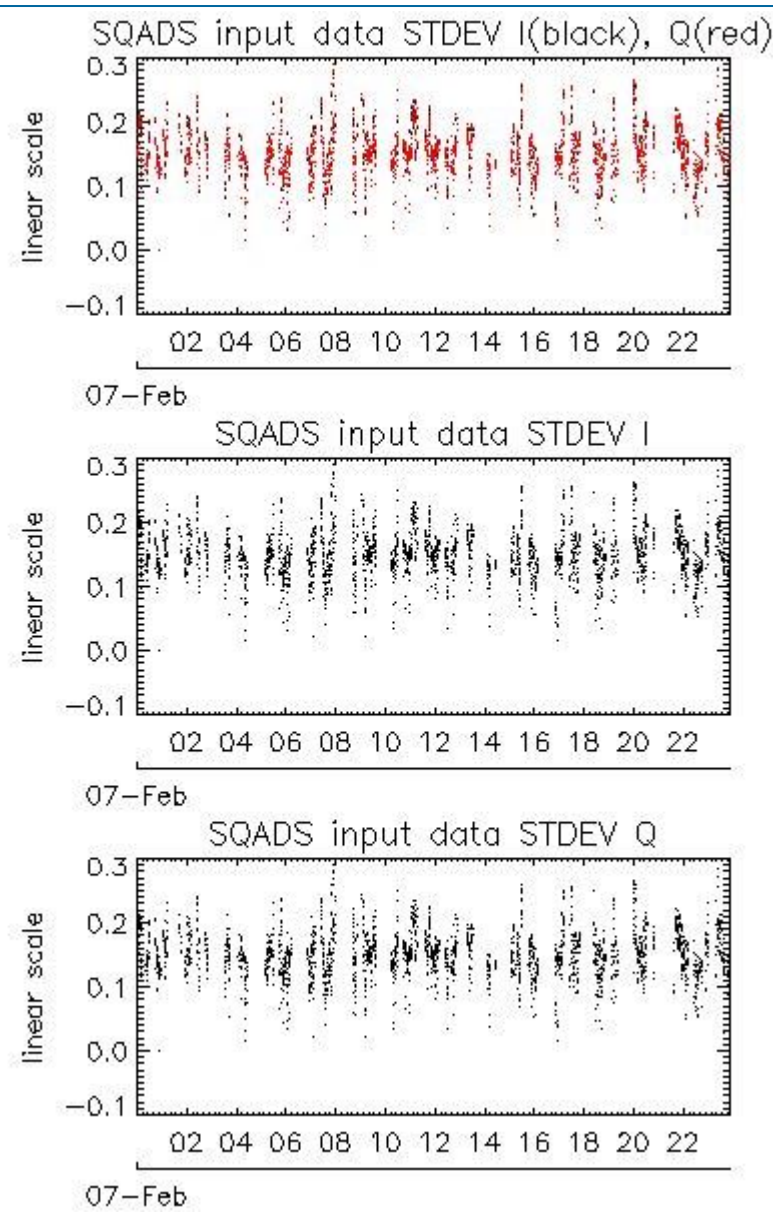 SQADS input data STDEV I(black), Q(red)
linear scale
0.3
0.2
0.1
0.0
−0.1
02 04 06 08 10 12 14 16 18 20 22
07−Feb
SQADS input data STDEV I
linear scale
0.3
0.2
0.1
0.0
−0.1
02 04 06 08 10 12 14 16 18 20 22
07−Feb
SQADS input data STDEV Q
linear scale
0.3
0.2
0.1
0.0
−0.1
02 04 06 08 10 12 14 16 18 20 22
07−Feb